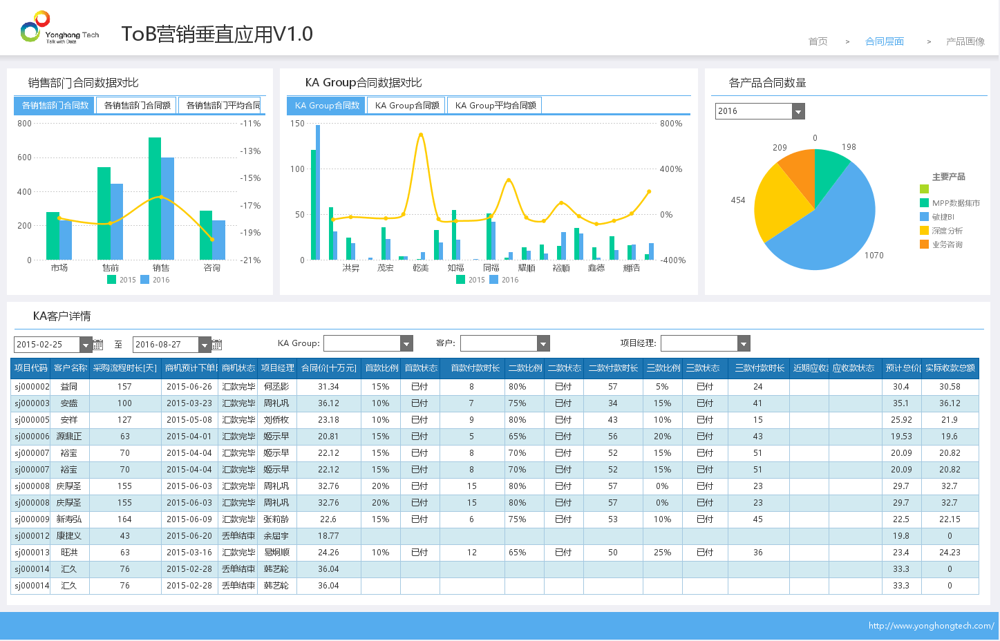 Yonghong Tech
Talk with Data
ToB营销垂直应用V1.0
首页 > 合同层面 > 产品画像
销售部门合同数据对比
各销售部门合同数 各销售部门合同额 各销售部门平均合同
800 -11%
-13%
600
-15%
400
-17%
200
-19%
0 -21%
市场 售前 销售 咨询
2015 2016
KA Group合同数据对比
KA Group合同数 KA Group合同额 KA Group平均合同额
150 800%
100 400%
50 0%
0 -400%
洪昇 茂宏 乾美 如福 同福 耀順 裕順 鑫德 輝浩
2015 2016
各产品合同数量
2016
0
209 198
454
1070
主要产品
MPP数据集市
敏捷BI
深度分析
业务咨询
KA客户详情
2015-02-25 至 2016-08-27 KA Group: 客户: 项目经理:
项目代码 客户名称 采购流程时长[天] 商机预计下单 商机状态 项目经理 合同价[十万元] 首款比例 首款状态 首款付款时长 二款比例 二款状态 二款付款时长 三款比例 三款状态 三款付款时长 近期应收 应收款状态 预计总价[ 实际收款总额
sj000002 益同 157 2015-06-26 汇款完毕 何丞影 31.34 15% 已付 8 80% 已付 57 5% 已付 24 30.4 30.58
sj000003 安盛 100 2015-03-23 汇款完毕 周礼巩 36.12 10% 已付 7 75% 已付 34 15% 已付 41 35.1 36.12
sj000005 安祥 127 2015-05-08 汇款完毕 刘侨枚 23.18 10% 已付 9 80% 已付 43 10% 已付 15 25.92 21.9
sj000006 源鼎正 63 2015-04-01 汇款完毕 姬示早 20.81 15% 已付 5 65% 已付 56 20% 已付 43 19.53 19.6
sj000007 裕宝 70 2015-04-04 汇款完毕 姬示早 22.12 15% 已付 8 70% 已付 52 15% 已付 51 20.09 20.82
sj000007 裕宝 70 2015-04-04 汇款完毕 姬示早 22.12 15% 已付 8 70% 已付 52 15% 已付 51 20.09 20.82
sj000008 庆厚圣 155 2015-06-03 汇款完毕 周礼巩 32.76 20% 已付 15 80% 已付 57 0% 已付 23 29.7 32.7
sj000008 庆厚圣 155 2015-06-03 汇款完毕 周礼巩 32.76 20% 已付 15 80% 已付 57 0% 已付 23 29.7 32.7
sj000009 新寿弘 164 2015-06-09 汇款完毕 张莉龄 22.6 15% 已付 6 75% 已付 53 10% 已付 45 22.5 22.15
sj000012 康捷义 43 2015-06-20 丢单结束 余屇宇 18.77 19.8 0
sj000013 旺洪 63 2015-03-16 汇款完毕 易炯顺 24.26 10% 已付 12 65% 已付 50 25% 已付 36 23.4 24.23
sj000014 汇久 76 2015-02-28 丢单结束 韩艺轮 36.04 33.3 0
sj000014 汇久 76 2015-02-28 丢单结束 韩艺轮 36.04 33.3 0
http://www.yonghongtech.com/